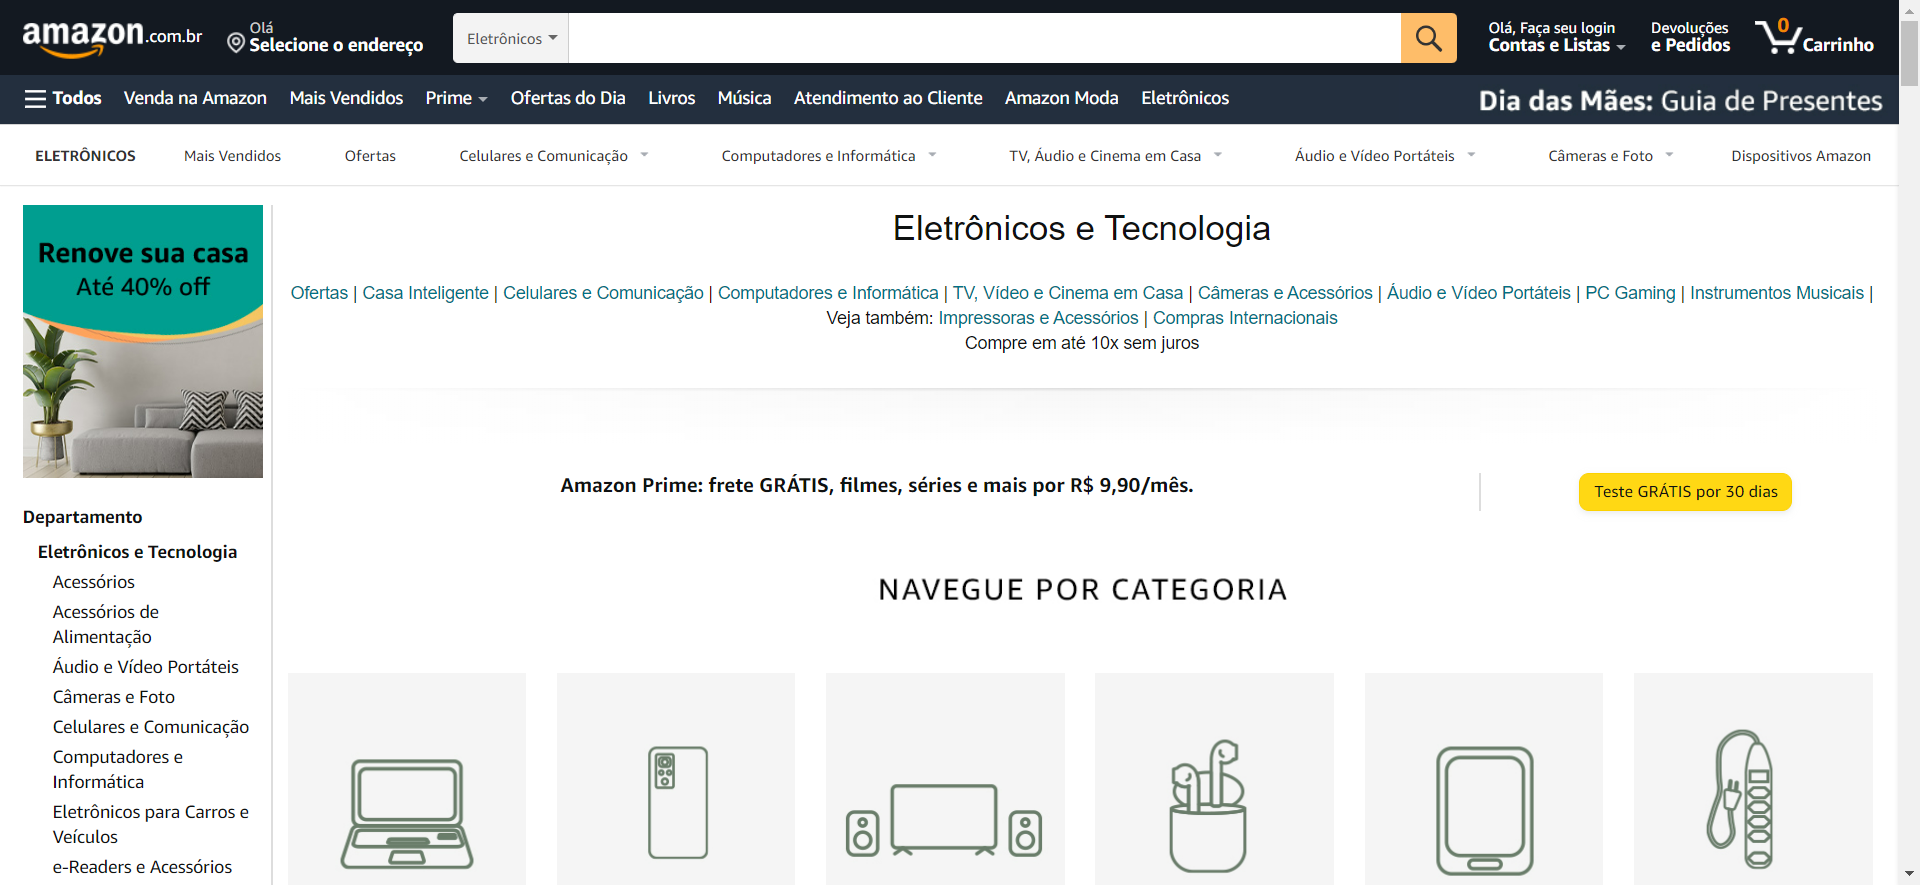 amazon.com.br
Olá
Selecione o endereço
Eletrônicos
Olá, Faça seu login
Contas e Listas
Devoluções
e Pedidos
0
Carrinho
Todos
Venda na Amazon
Mais Vendidos
Prime
Ofertas do Dia
Livros
Música
Atendimento ao Cliente
Amazon Moda
Eletrônicos
Dia das Mães: Guia de Presentes
ELETRÔNICOS
Mais Vendidos
Ofertas
Celulares e Comunicação
Computadores e Informática
TV, Áudio e Cinema em Casa
Áudio e Vídeo Portáteis
Câmeras e Foto
Dispositivos Amazon
Renove sua casa
Até 40% off
Departamento
Eletrônicos e Tecnologia
Acessórios
Acessórios de
Alimentação
Áudio e Vídeo Portáteis
Câmeras e Foto
Celulares e Comunicação
Computadores e
Informática
Eletrônicos para Carros e
Veículos
e-Readers e Acessórios
Eletrônicos e Tecnologia
Ofertas | Casa Inteligente | Celulares e Comunicação | Computadores e Informática | TV, Vídeo e Cinema em Casa | Câmeras e Acessórios | Áudio e Vídeo Portáteis | PC Gaming | Instrumentos Musicais |
Veja também: Impressoras e Acessórios | Compras Internacionais
Compre em até 10x sem juros
Amazon Prime: frete GRÁTIS, filmes, séries e mais por R$ 9,90/mês.
Teste GRÁTIS por 30 dias
NAVEGUE POR CATEGORIA